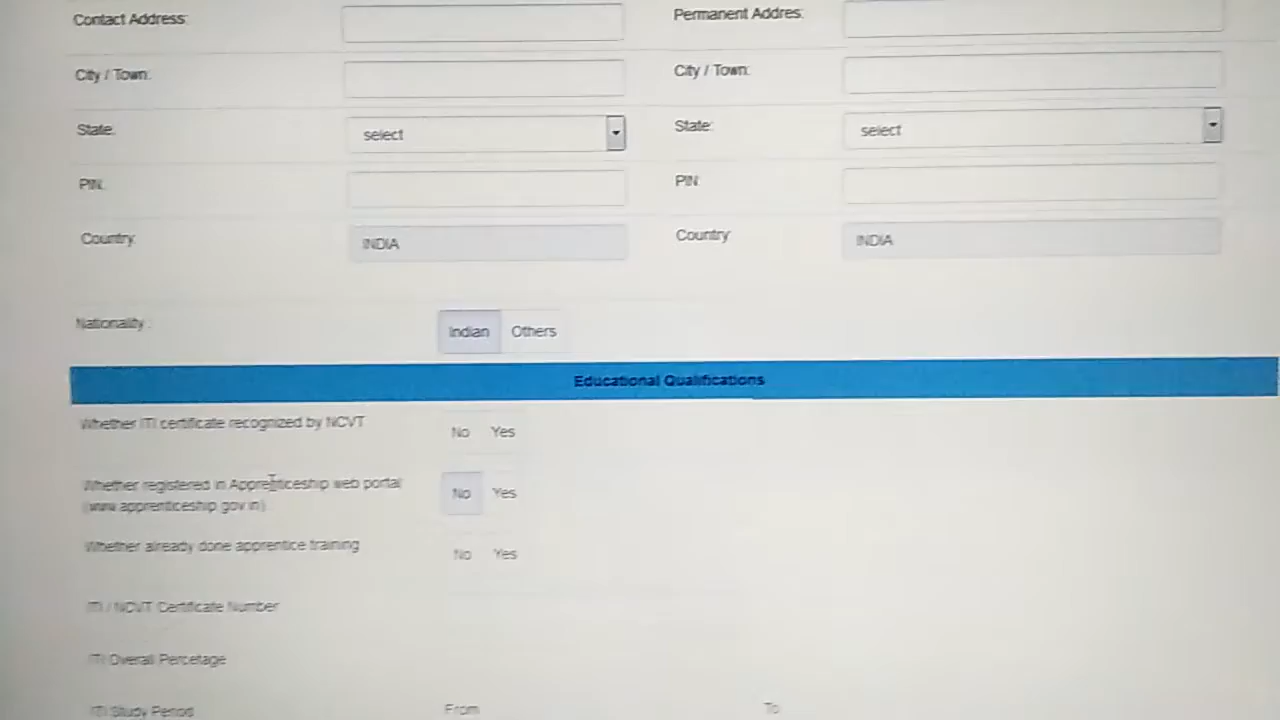 Contact Address: Permanent Addres:
City / Town: City / Town:
State: select State: select
PIN: PIN:
Country: INDIA Country: INDIA
Nationality : Indian Others
Educational Qualifications
Whether ITI certificate recognized by NCVT No Yes
Whether registered in Apprenticeship web portal No Yes
(www.apprenticeship.gov.in)
Whether already done apprentice training No Yes
ITI / NCVT Certificate Number
ITI Overall Percetage
ITI Study Period From To